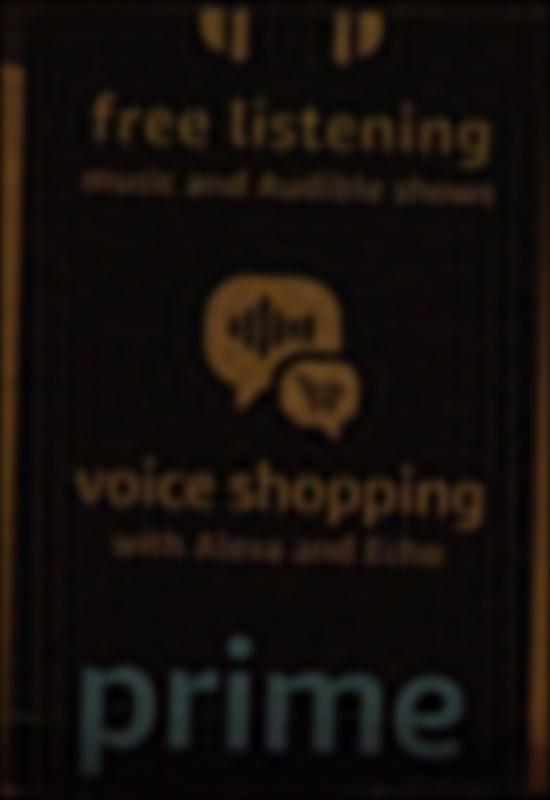 free listening
music and Audible shows
voice shopping
with Alexa and Echo
prime